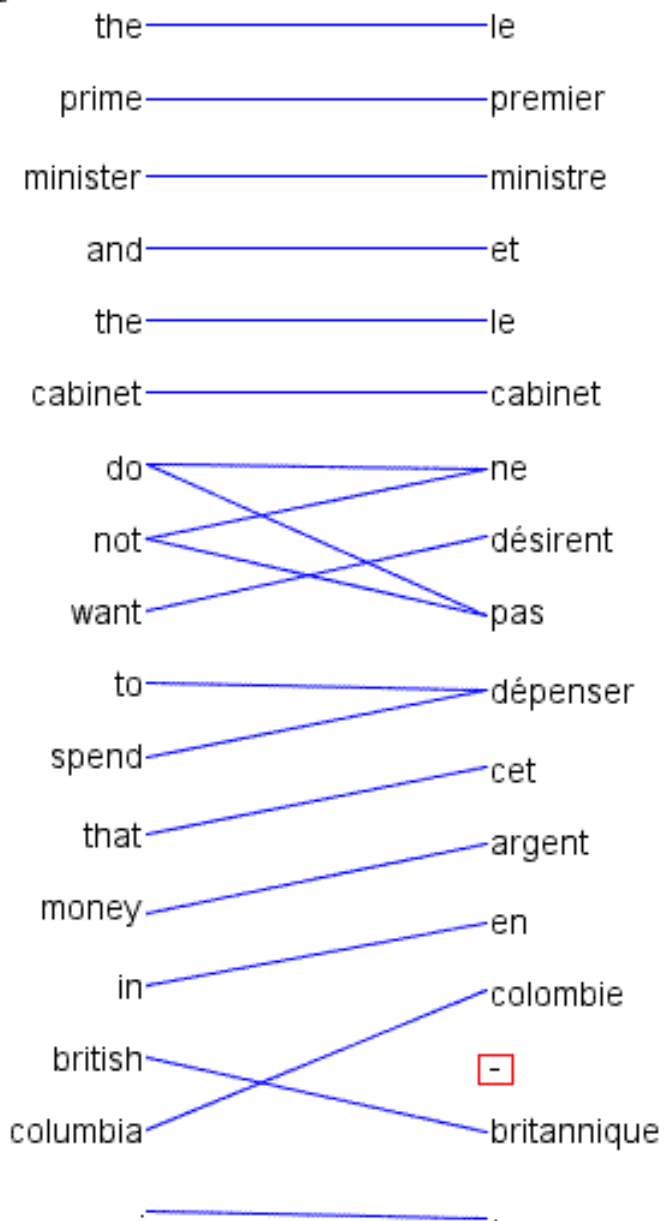 the le
prime premier
minister ministre
and et
the le
cabinet cabinet
do ne
not désirent
want pas
to dépenser
spend cet
that argent
money en
in colombie
british -
columbia britannique
. .